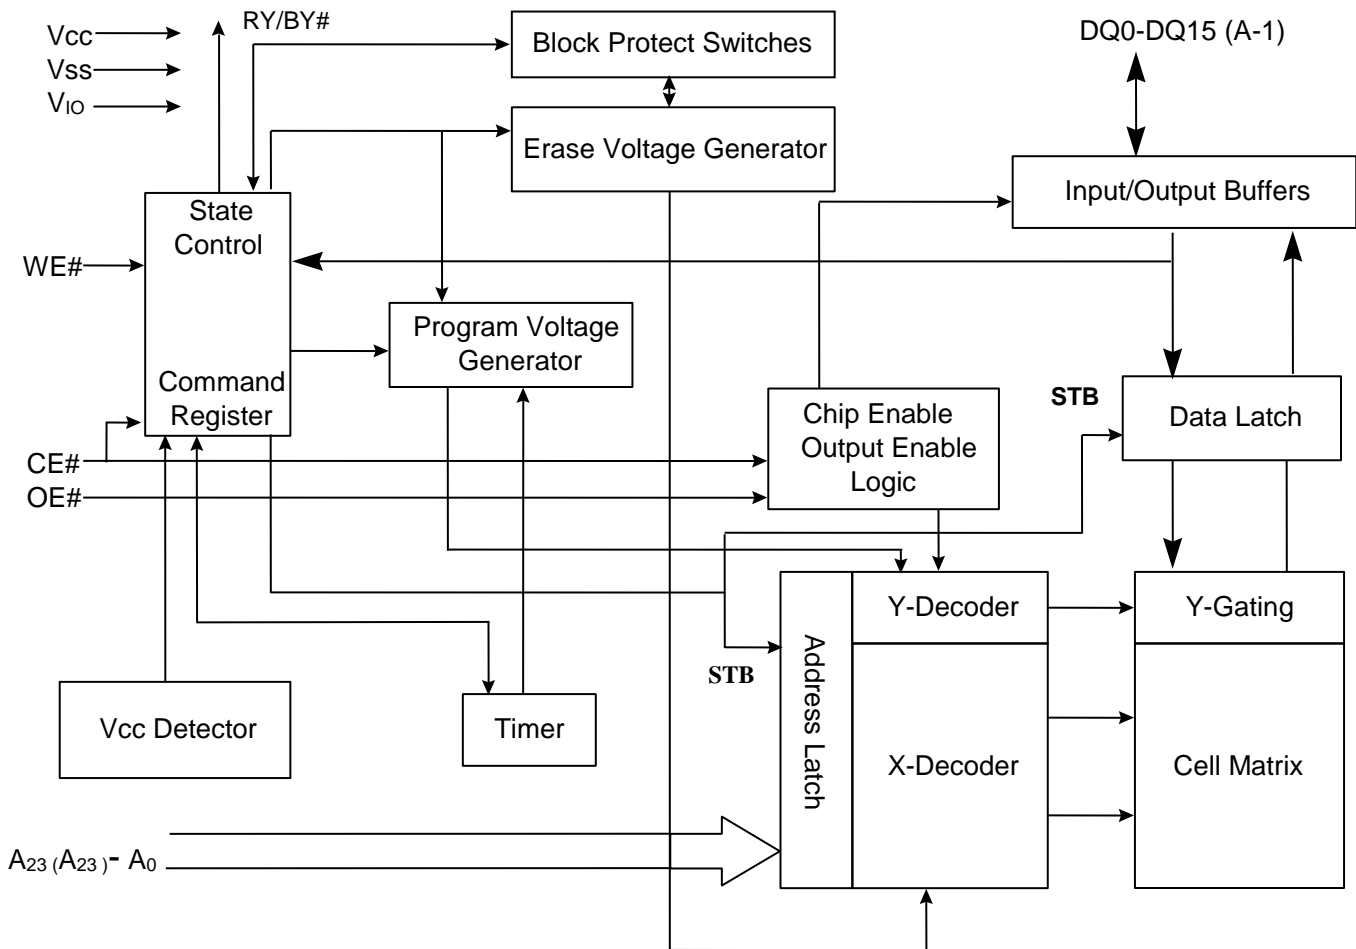 RY/BY#
Vcc
Vss
VIO
Block Protect Switches
DQ0-DQ15 (A-1)
Erase Voltage Generator
Input/Output Buffers
State
Control
WE#
Program Voltage
Generator
Command
Register
Chip Enable
Output Enable
Logic
STB
Data Latch
CE#
OE#
Y-Decoder
Y-Gating
Address Latch
STB
Vcc Detector
Timer
X-Decoder
Cell Matrix
A23 (A23 )- A0